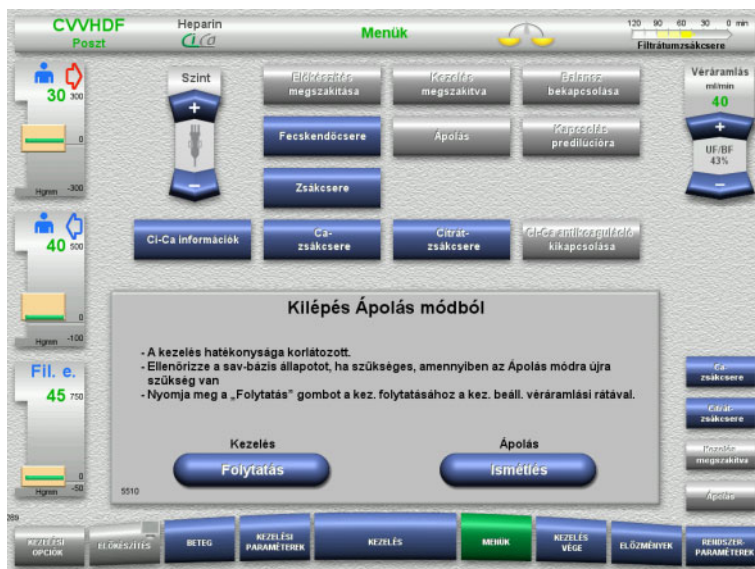 CVVHDF
Poszt
Heparin
Ci Ca
Menük
120 90 60 30 0 min
Filtrátumzsákcsere
30 300
0
Hgmm -300
40 500
0
Hgmm -100
Fil. e.
45 750
0
Hgmm -50
Szint
+
−
Előkészítés
megszakítása
Kezelés
megszakítva
Balansz
bekapcsolása
Fecskendőcsere
Ápolás
Kapcsolás
predilúcióra
Zsákcsere
Ci-Ca információk
Ca-
zsákcsere
Citrát-
zsákcsere
Ci-Ca antikoaguláció
kikapcsolása
Véráramlás
ml/min
40
+
UF/BF
43%
−
Kilépés Ápolás módból
- A kezelés hatékonysága korlátozott.
- Ellenőrizze a sav-bázis állapotot, ha szükséges, amennyiben az Ápolás módra újra
szükség van
- Nyomja meg a „Folytatás” gombot a kez. folytatásához a kez. beáll. véráramlási rátával.
Kezelés
Folytatás
Ápolás
Ismétlés
5510
Ca-
zsákcsere
Citrát-
zsákcsere
Kezelés
megszakítva
Ápolás
KEZELÉSI
OPCIÓK
ELŐKÉSZÍTÉS
BETEG
KEZELÉSI
PARAMÉTEREK
KEZELÉS
MENÜK
KEZELÉS
VÉGE
ELŐZMÉNYEK
RENDSZER-
PARAMÉTEREK